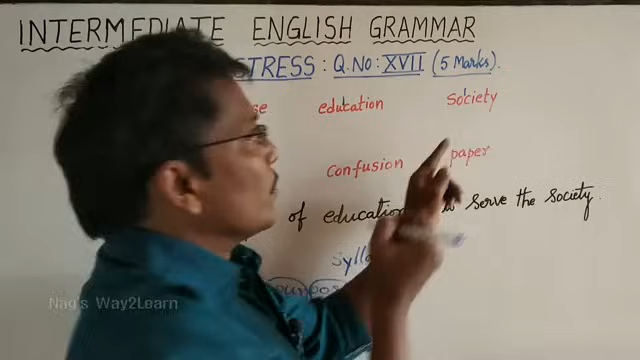 INTERMEDIATE ENGLISH GRAMMAR
STRESS : Q.NO: XVII (5 Marks).
education society
confusion paper
of education serve the society.
Nag's Way2Learn